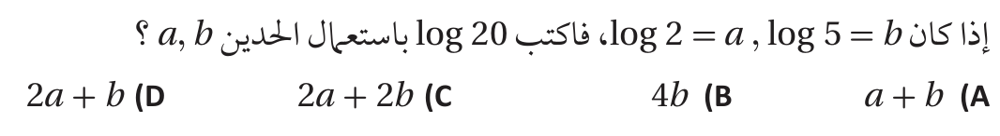 إذا كان log 2 = a , log 5 = b، فاكتب log 20 باستعمال الحدين a, b ؟
A) a + b B) 4b C) 2a + 2b D) 2a + b